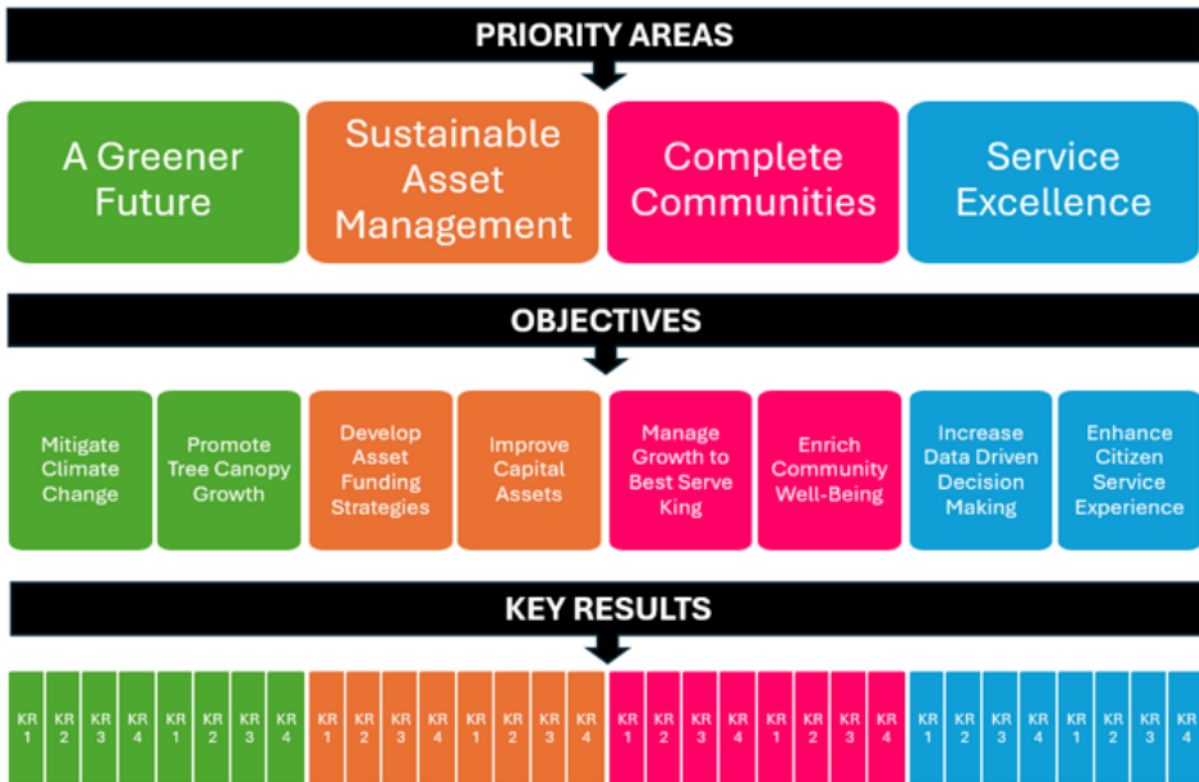 PRIORITY AREAS
A Greener
Future
Sustainable
Asset
Management
Complete
Communities
Service
Excellence
OBJECTIVES
Mitigate
Climate
Change
Promote
Tree Canopy
Growth
Develop
Asset
Funding
Strategies
Improve
Capital
Assets
Manage
Growth to
Best Serve
King
Enrich
Community
Well-Being
Increase
Data Driven
Decision
Making
Enhance
Citizen
Service
Experience
KEY RESULTS
KR
1
KR
2
KR
3
KR
4
KR
1
KR
2
KR
3
KR
4
KR
1
KR
2
KR
3
KR
4
KR
1
KR
2
KR
3
KR
4
KR
1
KR
2
KR
3
KR
4
KR
1
KR
2
KR
3
KR
4
KR
1
KR
2
KR
3
KR
4
KR
1
KR
2
KR
3
KR
4